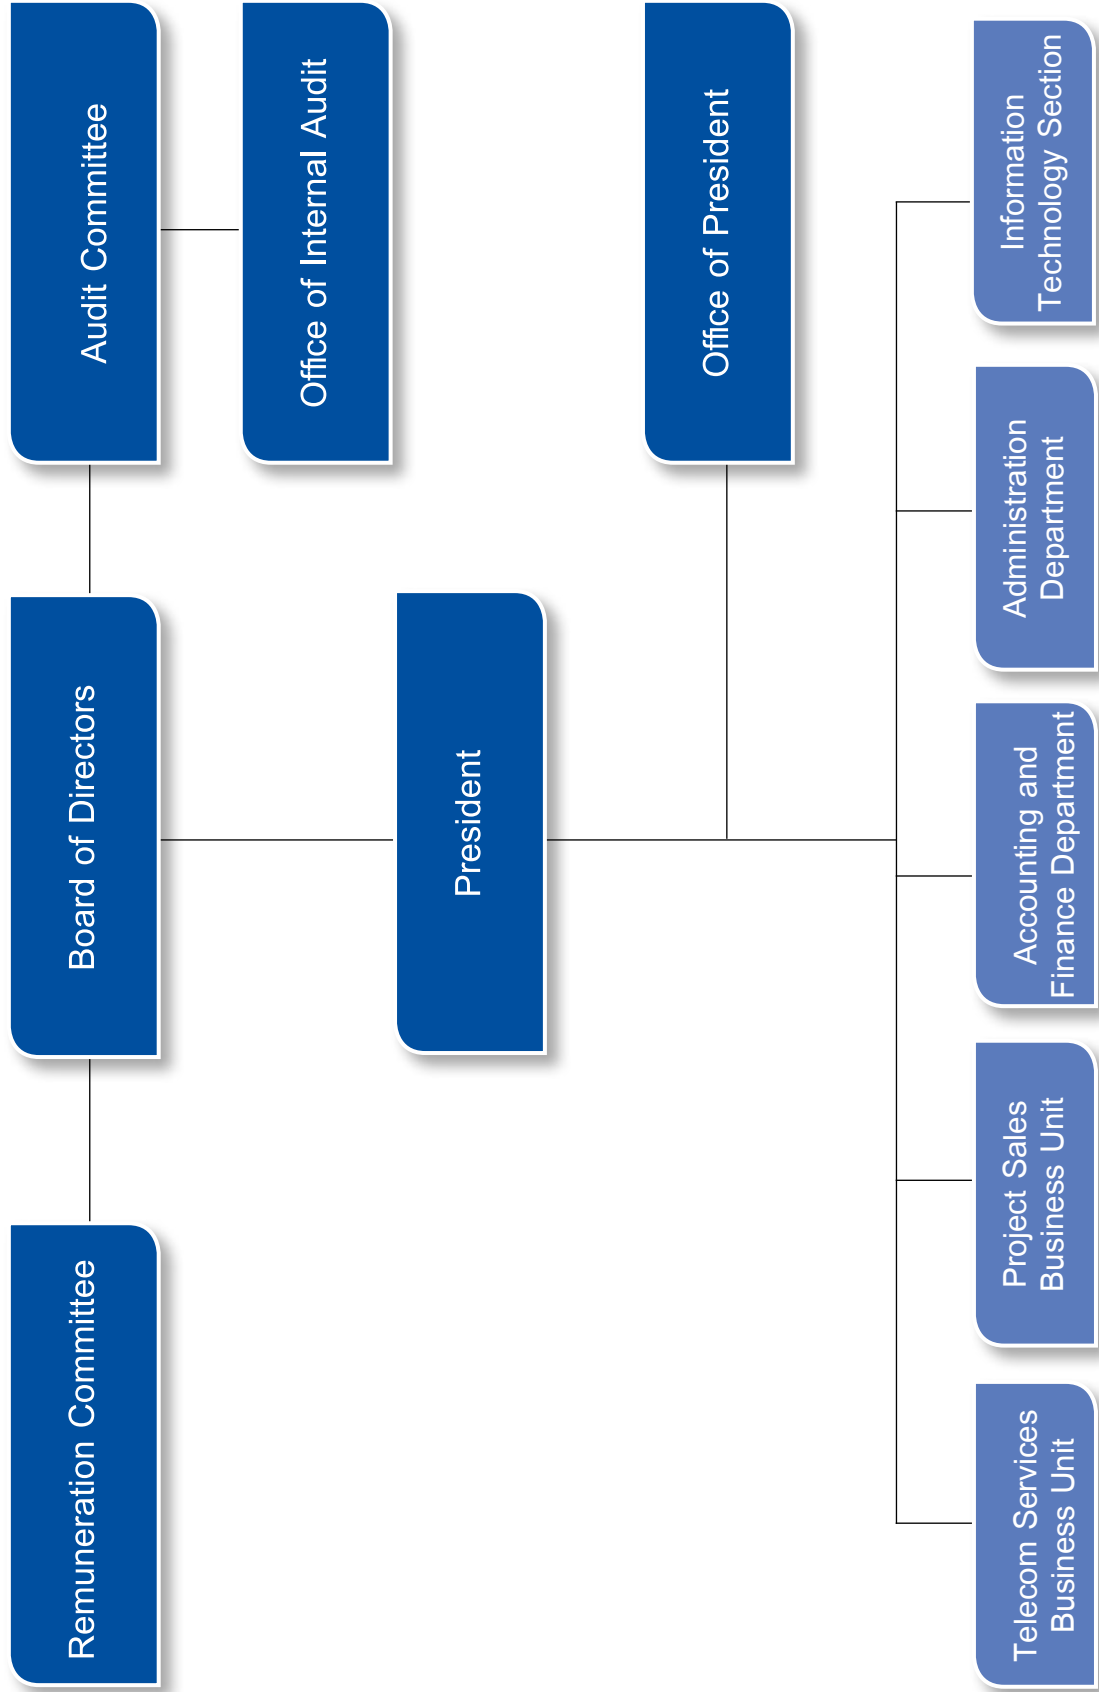 Remuneration Committee
Board of Directors
Audit Committee
Office of Internal Audit
President
Office of President
Telecom Services
Business Unit
Project Sales
Business Unit
Accounting and
Finance Department
Administration
Department
Information
Technology Section